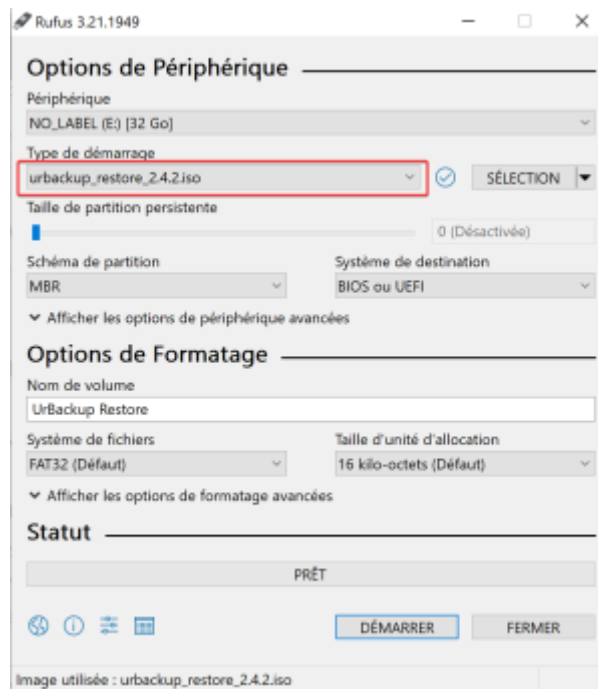 Rufus 3.21.1949
Options de Périphérique
Périphérique
NO_LABEL (E:) [32 Go]
Type de démarrage
urbackup_restore_2.4.2.iso
SÉLECTION
Taille de partition persistente
0 (Désactivée)
Schéma de partition
Système de destination
MBR
BIOS ou UEFI
Afficher les options de périphérique avancées
Options de Formatage
Nom de volume
UrBackup Restore
Système de fichiers
Taille d'unité d'allocation
FAT32 (Défaut)
16 kilo-octets (Défaut)
Afficher les options de formatage avancées
Statut
PRÊT
DÉMARRER
FERMER
Image utilisée : urbackup_restore_2.4.2.iso